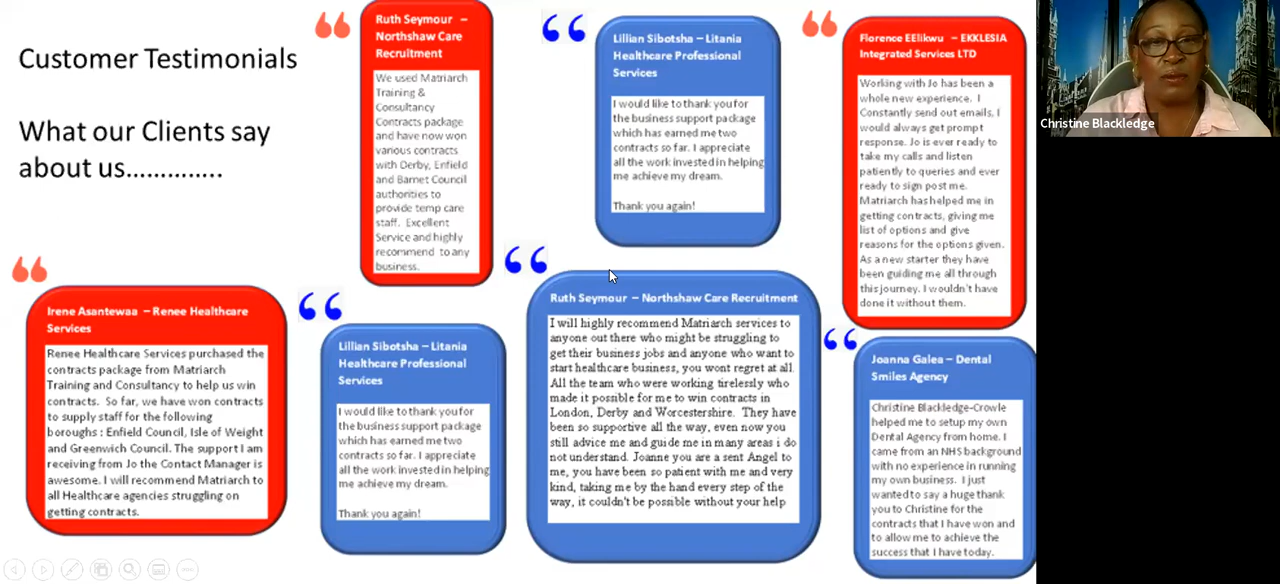 Customer Testimonials
What our Clients say
about us…………..
Ruth Seymour –
Northshaw Care
Recruitment
We used Matriarch
Training &
Consultancy
Contracts package
and have now won
various contracts
with Derby, Enfield
and Barnet Council
authorities to
provide temp care
staff. Excellent
Service and highly
recommend to any
business.
Lillian Sibotsha – Litania
Healthcare Professional
Services
I would like to thank you for
the business support package
which has earned me two
contracts so far. I appreciate
all the work invested in helping
me achieve my dream.
Thank you again!
Florence EElikwu – EKKLESIA
Integrated Services LTD
Working with Jo has been a
whole new experience. I
Constantly send out emails, I
would always get prompt
response. Jo is ever ready to
take my calls and listen
patiently to queries and ever
ready to sign post me.
Matriarch has helped me in
getting contracts, giving me
list of options and give
reasons for the options given.
As a new starter they have
been guiding me all through
this journey. I wouldn't have
done it without them.
Irene Asantewaa – Renee Healthcare
Services
Renee Healthcare Services purchased the
contracts package from Matriarch
Training and Consultancy to help us win
contracts. So far, we have won contracts
to supply staff for the following
boroughs : Enfield Council, Isle of Weight
and Greenwich Council. The support I am
receiving from Jo the Contact Manager is
awesome. I will recommend Matriarch to
all Healthcare agencies struggling on
getting contracts.
Lillian Sibotsha – Litania
Healthcare Professional
Services
I would like to thank you for
the business support package
which has earned me two
contracts so far. I appreciate
all the work invested in helping
me achieve my dream.
Thank you again!
Ruth Seymour – Northshaw Care Recruitment
I will highly recommend Matriarch services to
anyone out there who might be struggling to
get their business jobs and anyone who want to
start healthcare business, you wont regret at all.
All the team who were working tirelessly who
made it possible for me to win contracts in
London, Derby and Worcestershire. They have
been so supportive all the way, even now you
still advice me and guide me in many areas i do
not understand. Joanne you are a sent Angel to
me, you have been so patient with me and very
kind, taking me by the hand every step of the
way, it couldn't be possible without your help
Joanna Galea – Dental
Smiles Agency
Christine Blackledge-Crowle
helped me to setup my own
Dental Agency from home. I
came from an NHS background
with no experience in running
my own business. I just
wanted to say a huge thank
you to Christine for the
contracts that I have won and
to allow me to achieve the
success that I have today.
Christine Blackledge